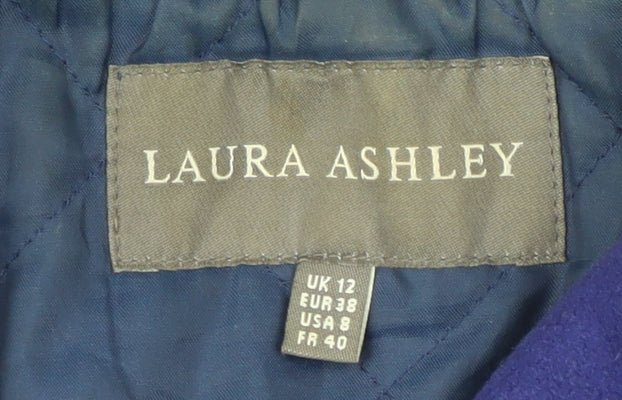 LAURA ASHLEY
UK 12
EUR 38
USA 8
FR 40